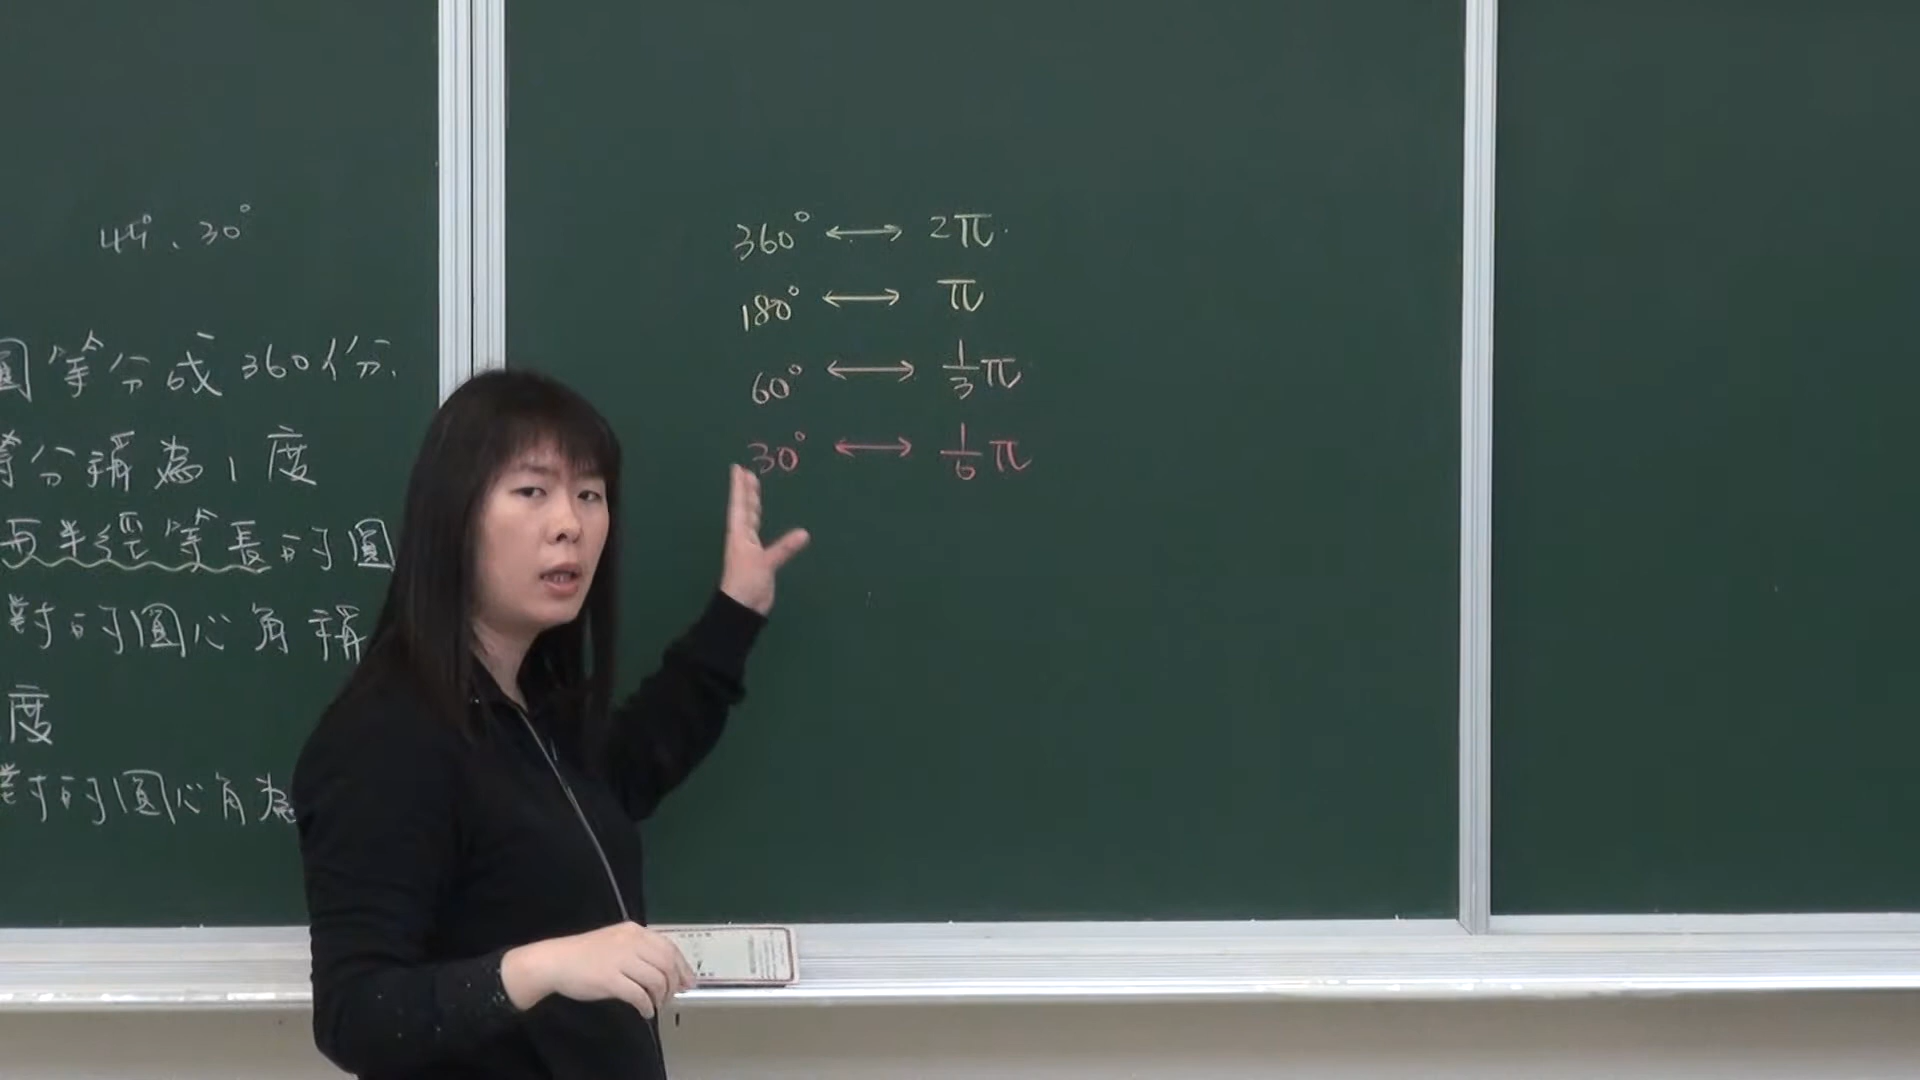 45°、30°
圓等分成360份.
等分稱為1度
與半徑等長的圓
對的圓心角稱
度
對的圓心角為
360° ↔ 2π
180° ↔ π
60° ↔ 1/3 π
30° ↔ 1/6 π